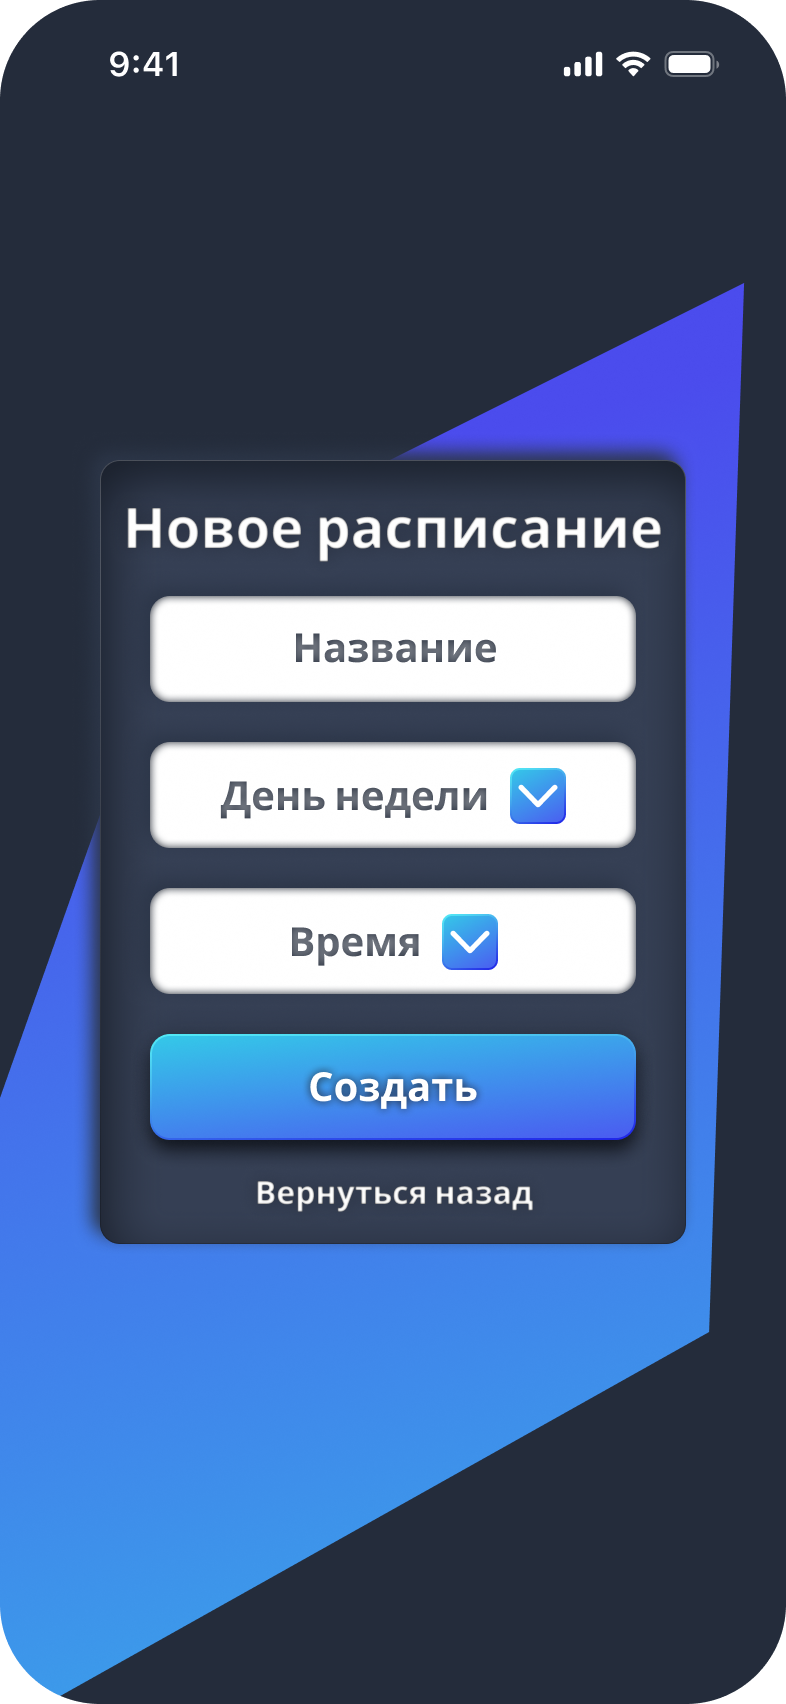 9:41
Новое расписание
Название
День недели
Время
Создать
Вернуться назад